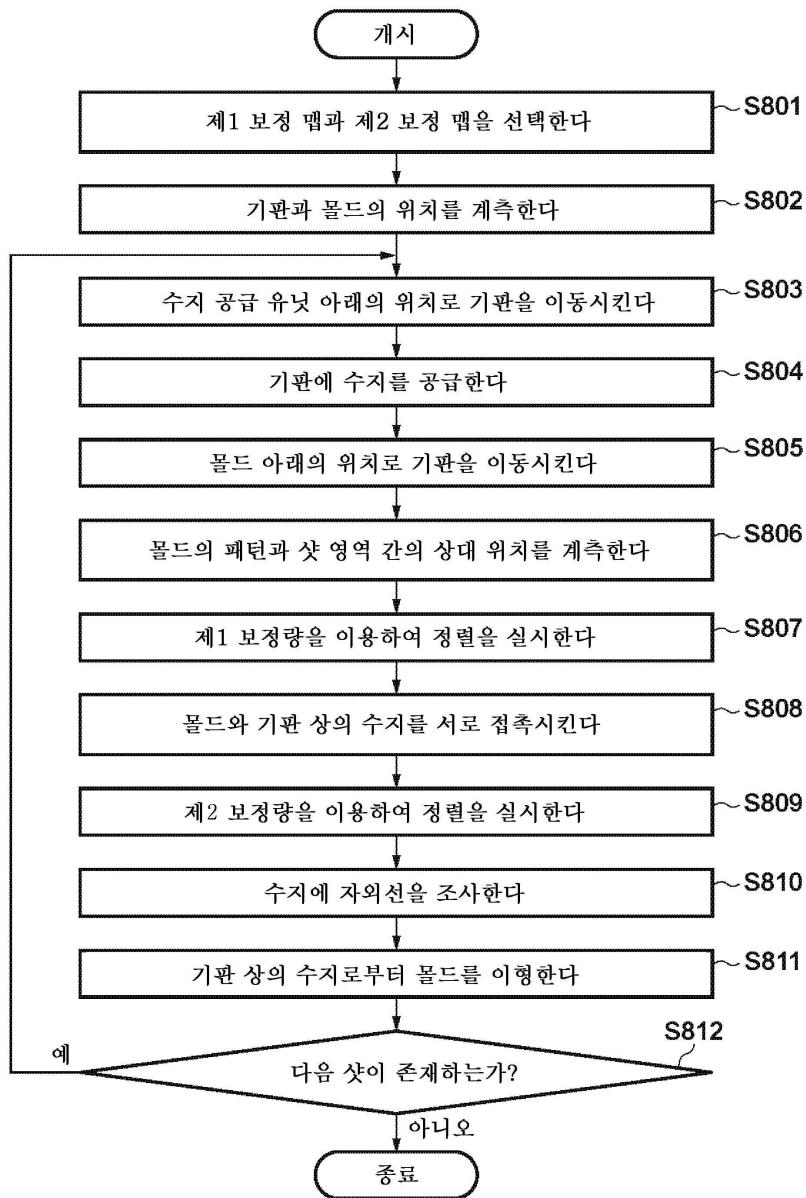 개시
제1 보정 맵과 제2 보정 맵을 선택한다
S801
기판과 몰드의 위치를 계측한다
S802
수지 공급 유닛 아래의 위치로 기판을 이동시킨다
S803
기판에 수지를 공급한다
S804
몰드 아래의 위치로 기판을 이동시킨다
S805
몰드의 패턴과 샷 영역 간의 상대 위치를 계측한다
S806
제1 보정량을 이용하여 정렬을 실시한다
S807
몰드와 기판 상의 수지를 서로 접촉시킨다
S808
제2 보정량을 이용하여 정렬을 실시한다
S809
수지에 자외선을 조사한다
S810
기판 상의 수지로부터 몰드를 이형한다
S811
다음 샷이 존재하는가?
S812
예
아니오
종료